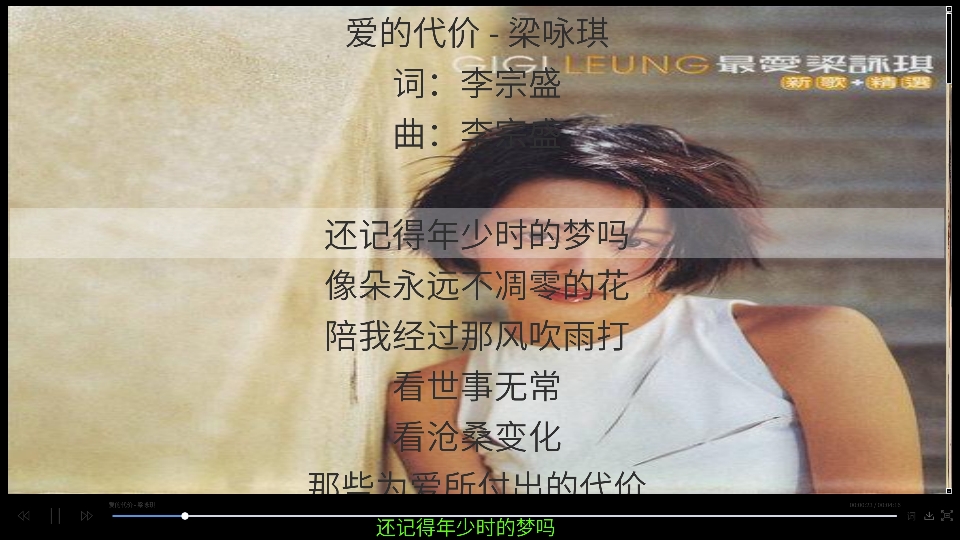 爱的代价 - 梁咏琪
GIGI LEUNG 最愛梁詠琪
新歌+精選
词：李宗盛
曲：李宗盛
还记得年少时的梦吗
像朵永远不凋零的花
陪我经过那风吹雨打
看世事无常
看沧桑变化
那些为爱所付出的代价
还记得年少时的梦吗